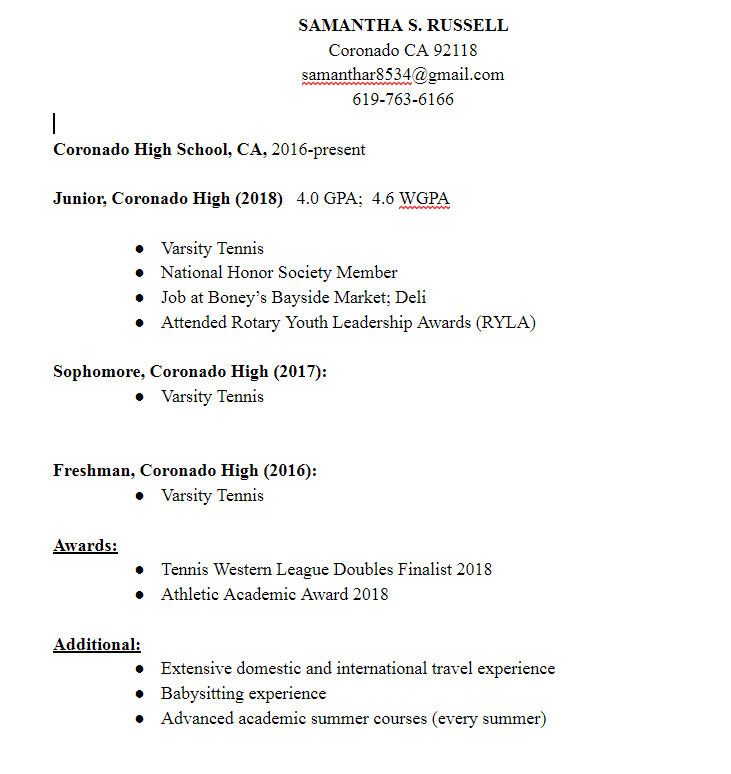 SAMANTHA S. RUSSELL
Coronado CA 92118
samanthar8534@gmail.com
619-763-6166
Coronado High School, CA, 2016-present
Junior, Coronado High (2018) 4.0 GPA; 4.6 WGPA
● Varsity Tennis
● National Honor Society Member
● Job at Boney’s Bayside Market; Deli
● Attended Rotary Youth Leadership Awards (RYLA)
Sophomore, Coronado High (2017):
● Varsity Tennis
Freshman, Coronado High (2016):
● Varsity Tennis
Awards:
● Tennis Western League Doubles Finalist 2018
● Athletic Academic Award 2018
Additional:
● Extensive domestic and international travel experience
● Babysitting experience
● Advanced academic summer courses (every summer)